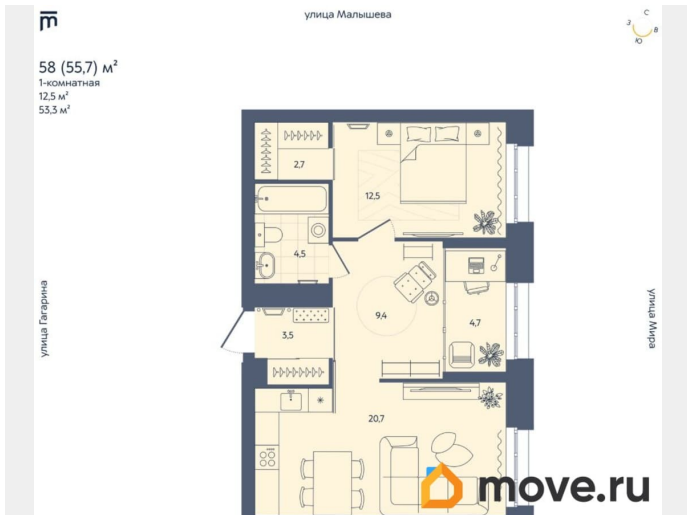 улица Малышева
С
З
В
Ю
58 (55,7) м²
1-комнатная
12,5 м²
53,3 м²
2,7
12,5
4,5
9,4
4,7
3,5
20,7
улица Гагарина
улица Мира
move.ru